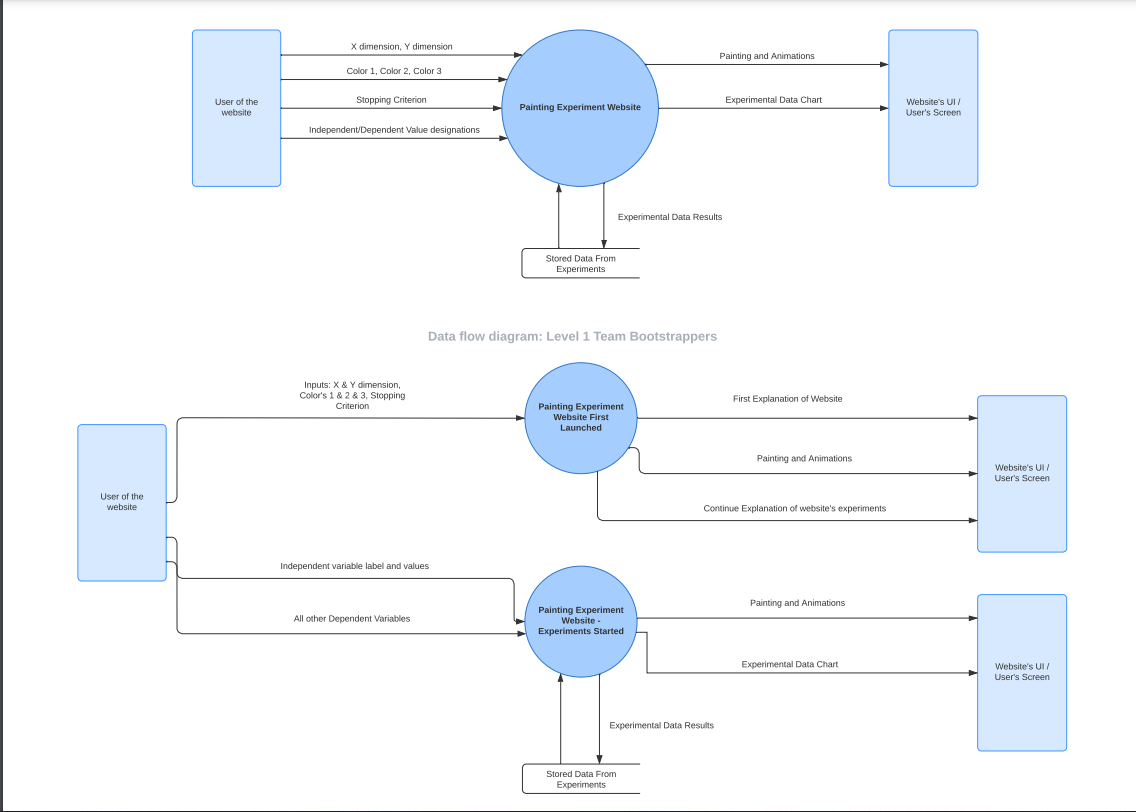 X dimension, Y dimension
Color 1, Color 2, Color 3
Stopping Criterion
Independent/Dependent Value designations
User of the
website
Painting Experiment Website
Painting and Animations
Experimental Data Chart
Website's UI /
User's Screen
Experimental Data Results
Stored Data From
Experiments
Data flow diagram: Level 1 Team Bootstrappers
Inputs: X & Y dimension,
Color's 1 & 2 & 3, Stopping
Criterion
User of the
website
Painting Experiment
Website First
Launched
First Explanation of Website
Painting and Animations
Continue Explanation of website's experiments
Website's UI /
User's Screen
Independent variable label and values
All other Dependent Variables
Painting Experiment
Website -
Experiments Started
Painting and Animations
Experimental Data Chart
Website's UI /
User's Screen
Experimental Data Results
Stored Data From
Experiments